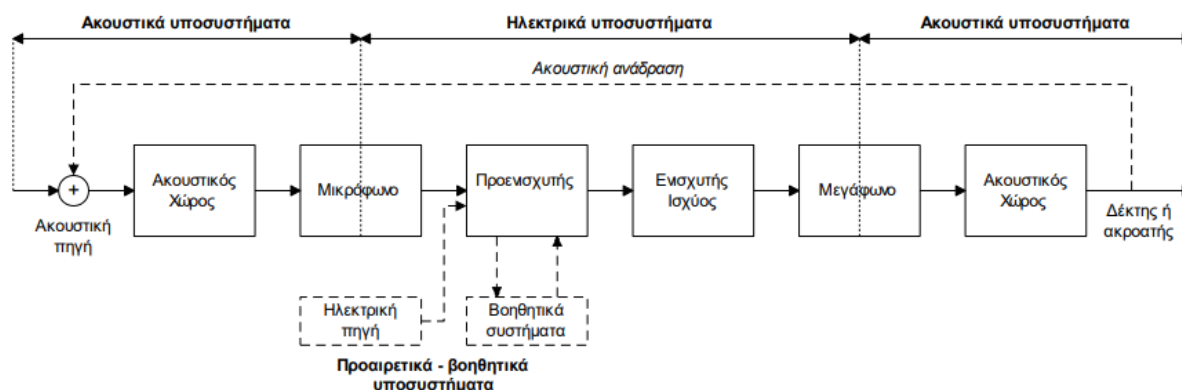 Ακουστικά υποσυστήματα
Ηλεκτρικά υποσυστήματα
Ακουστικά υποσυστήματα
Ακουστική ανάδραση
+
Ακουστική
πηγή
Ακουστικός
Χώρος
Μικρόφωνο
Προενισχυτής
Ενισχυτής
Ισχύος
Μεγάφωνο
Ακουστικός
Χώρος
Δέκτης ή
ακροατής
Ηλεκτρική
πηγή
Βοηθητικά
συστήματα
Προαιρετικά - βοηθητικά
υποσυστήματα